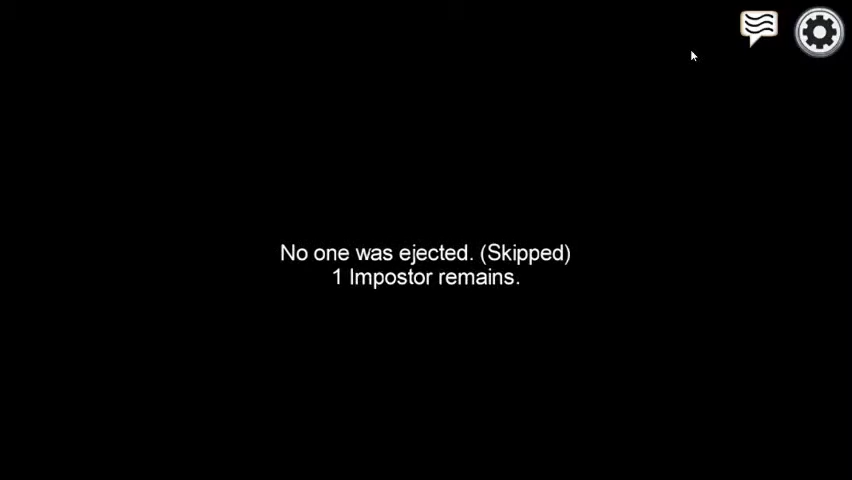 No one was ejected. (Skipped)
1 Impostor remains.